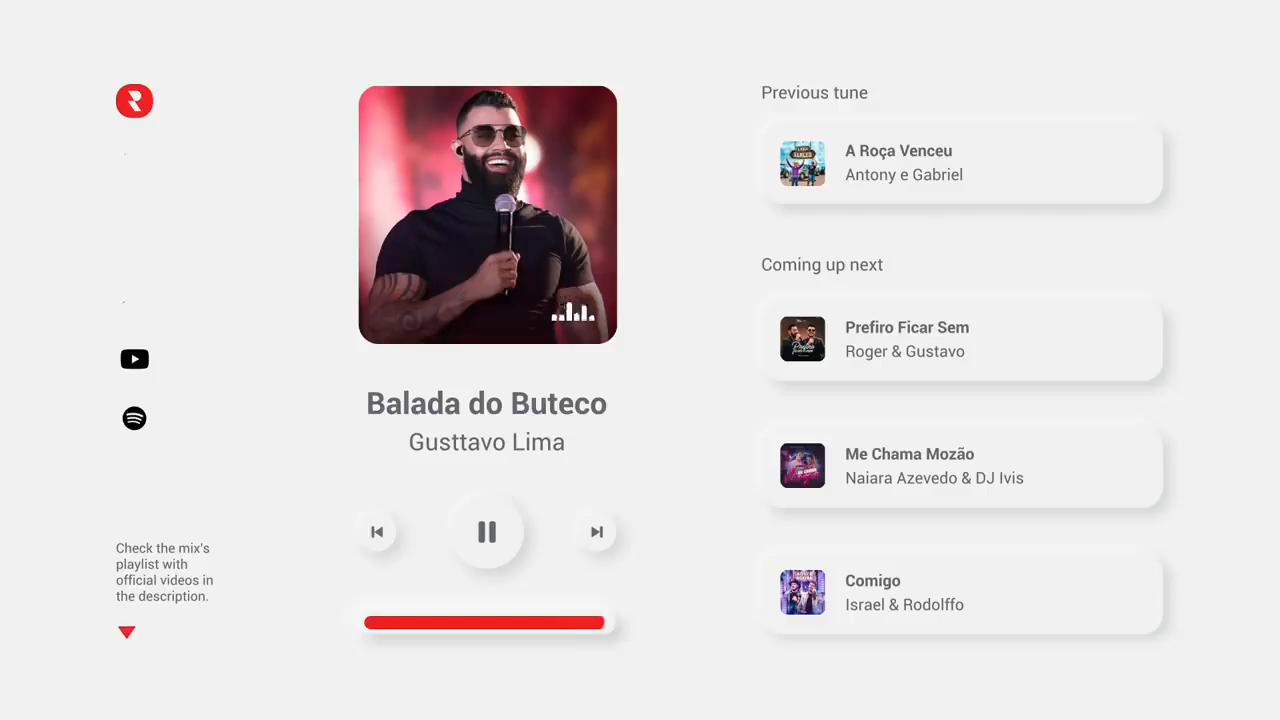 Check the mix's
playlist with
official videos in
the description.
Balada do Buteco
Gusttavo Lima
Previous tune
A Roça Venceu
Antony e Gabriel
Coming up next
Prefiro Ficar Sem
Roger & Gustavo
Me Chama Mozão
Naiara Azevedo & DJ Ivis
Comigo
Israel & Rodolffo